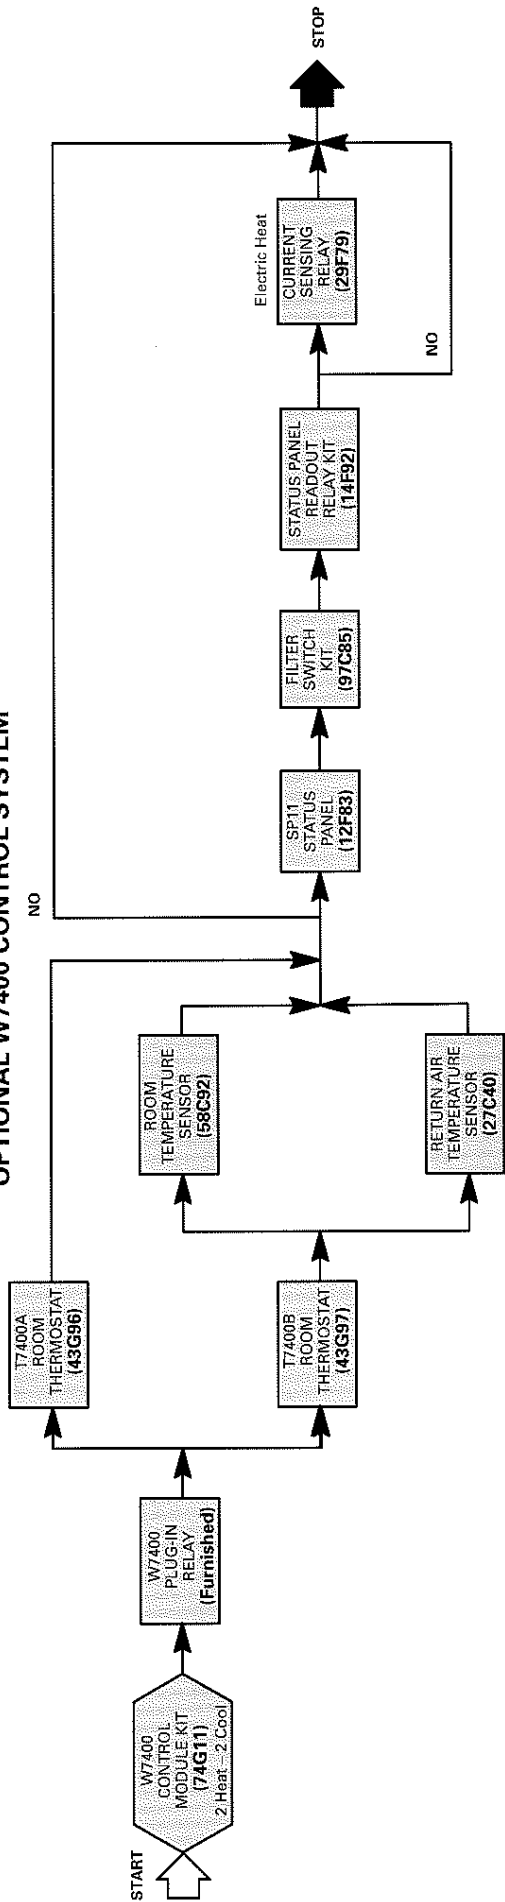 OPTIONAL W7400 CONTROL SYSTEM
START
W7400
CONTROL
MODULE KIT
(74G11)
2 Heat – 2 Cool
W7400
PLUG-IN
RELAY
(Furnished)
T7400A
ROOM
THERMOSTAT
(43G96)
T7400B
ROOM
THERMOSTAT
(43G97)
ROOM
TEMPERATURE
SENSOR
(58C92)
RETURN AIR
TEMPERATURE
SENSOR
(27C40)
NO
SP11
STATUS
PANEL
(12F83)
FILTER
SWITCH
KIT
(97C85)
STATUS PANEL
READOUT
RELAY KIT
(14F92)
NO
Electric Heat
CURRENT
SENSING
RELAY
(29F79)
STOP